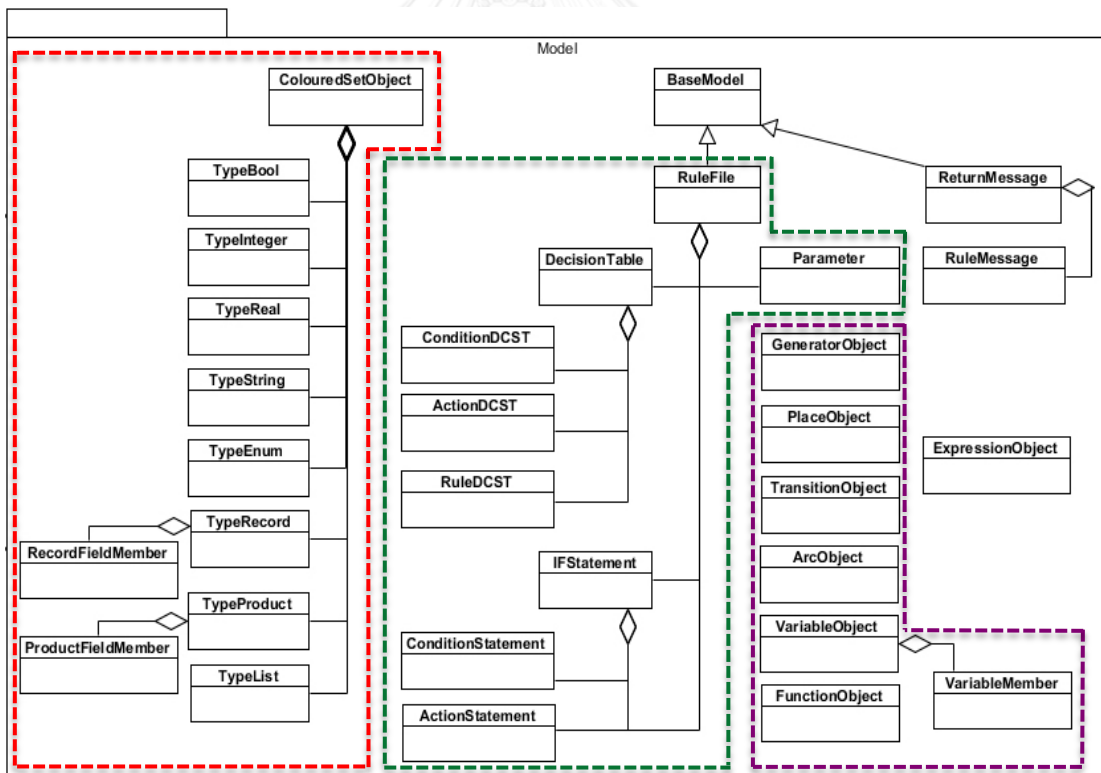 Model
ColouredSetObject
TypeBool
TypeInteger
TypeReal
TypeString
TypeEnum
TypeRecord
RecordFieldMember
TypeProduct
ProductFieldMember
TypeList
BaseModel
RuleFile
ReturnMessage
RuleMessage
DecisionTable
Parameter
ConditionDCST
ActionDCST
RuleDCST
IFStatement
ConditionStatement
ActionStatement
GeneratorObject
PlaceObject
TransitionObject
ArcObject
VariableObject
VariableMember
FunctionObject
ExpressionObject